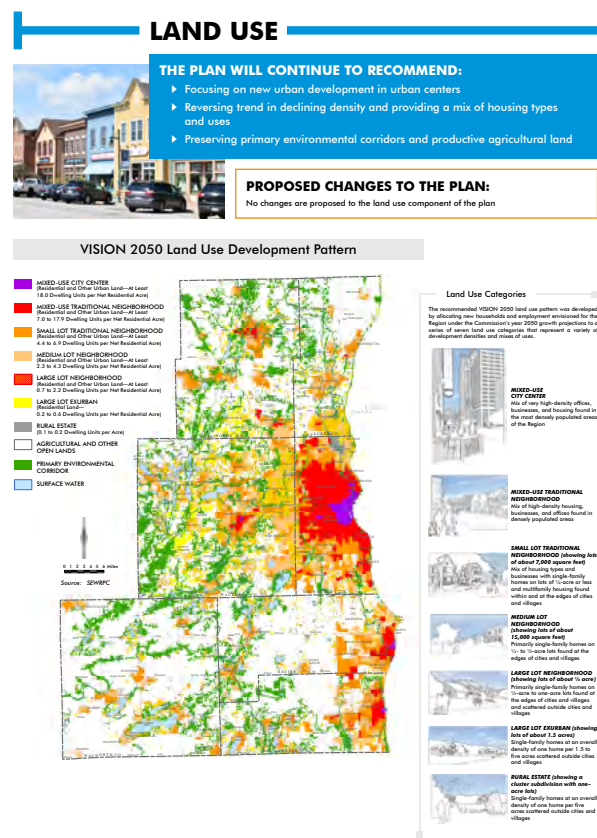 LAND USE
THE PLAN WILL CONTINUE TO RECOMMEND:
Focusing on new urban development in urban centers
Reversing trend in declining density and providing a mix of housing types
and uses
Preserving primary environmental corridors and productive agricultural land
PROPOSED CHANGES TO THE PLAN:
No changes are proposed to the land use component of the plan
VISION 2050 Land Use Development Pattern
MIXED-USE CITY CENTER
(Residential and Other Urban Land—At Least
18.0 Dwelling Units per Net Residential Acre)
MIXED-USE TRADITIONAL NEIGHBORHOOD
(Residential and Other Urban Land—At Least
7.0 to 17.9 Dwelling Units per Net Residential Acre)
SMALL LOT TRADITIONAL NEIGHBORHOOD
(Residential and Other Urban Land—At Least
4.4 to 6.9 Dwelling Units per Net Residential Acre)
MEDIUM LOT NEIGHBORHOOD
(Residential and Other Urban Land—At Least
2.3 to 4.3 Dwelling Units per Net Residential Acre)
LARGE LOT NEIGHBORHOOD
(Residential and Other Urban Land—At Least
0.7 to 2.2 Dwelling Units per Net Residential Acre)
LARGE LOT EXURBAN
(Residential Land—
0.2 to 0.6 Dwelling Units per Net Residential Acre)
RURAL ESTATE
(0.1 to 0.2 Dwelling Units per Acre)
AGRICULTURAL AND OTHER
OPEN LANDS
PRIMARY ENVIRONMENTAL
CORRIDOR
SURFACE WATER
0 1 2 3 4 5 6 Miles
Source: SEWRPC
Land Use Categories
The recommended VISION 2050 land use pattern was developed
by allocating new households and employment envisioned for the
Region under the Commission's year 2050 growth projections to a
series of seven land use categories that represent a variety of
development densities and mixes of uses.
MIXED-USE
CITY CENTER
Mix of very high-density offices,
businesses, and housing found in
the most densely populated areas
of the Region
MIXED-USE TRADITIONAL
NEIGHBORHOOD
Mix of high-density housing,
businesses, and offices found in
densely populated areas
SMALL LOT TRADITIONAL
NEIGHBORHOOD (showing lots
of about 7,000 square feet)
Mix of housing types and
businesses with single-family
homes on lots of ¼-acre or less
and multifamily housing found
within and at the edges of cities
and villages
MEDIUM LOT
NEIGHBORHOOD
(showing lots of about
15,000 square feet)
Primarily single-family homes on
¼- to ½-acre lots found at the
edges of cities and villages
LARGE LOT NEIGHBORHOOD
(showing lots of about ½ acre)
Primarily single-family homes on
½-acre to one-acre lots found at
the edges of cities and villages
and scattered outside cities and
villages
LARGE LOT EXURBAN (showing
lots of about 1.5 acres)
Single-family homes at an overall
density of one home per 1.5 to
five acres scattered outside cities
and villages
RURAL ESTATE (showing a
cluster subdivision with one-
acre lots)
Single-family homes at an overall
density of one home per five
acres scattered outside cities and
villages